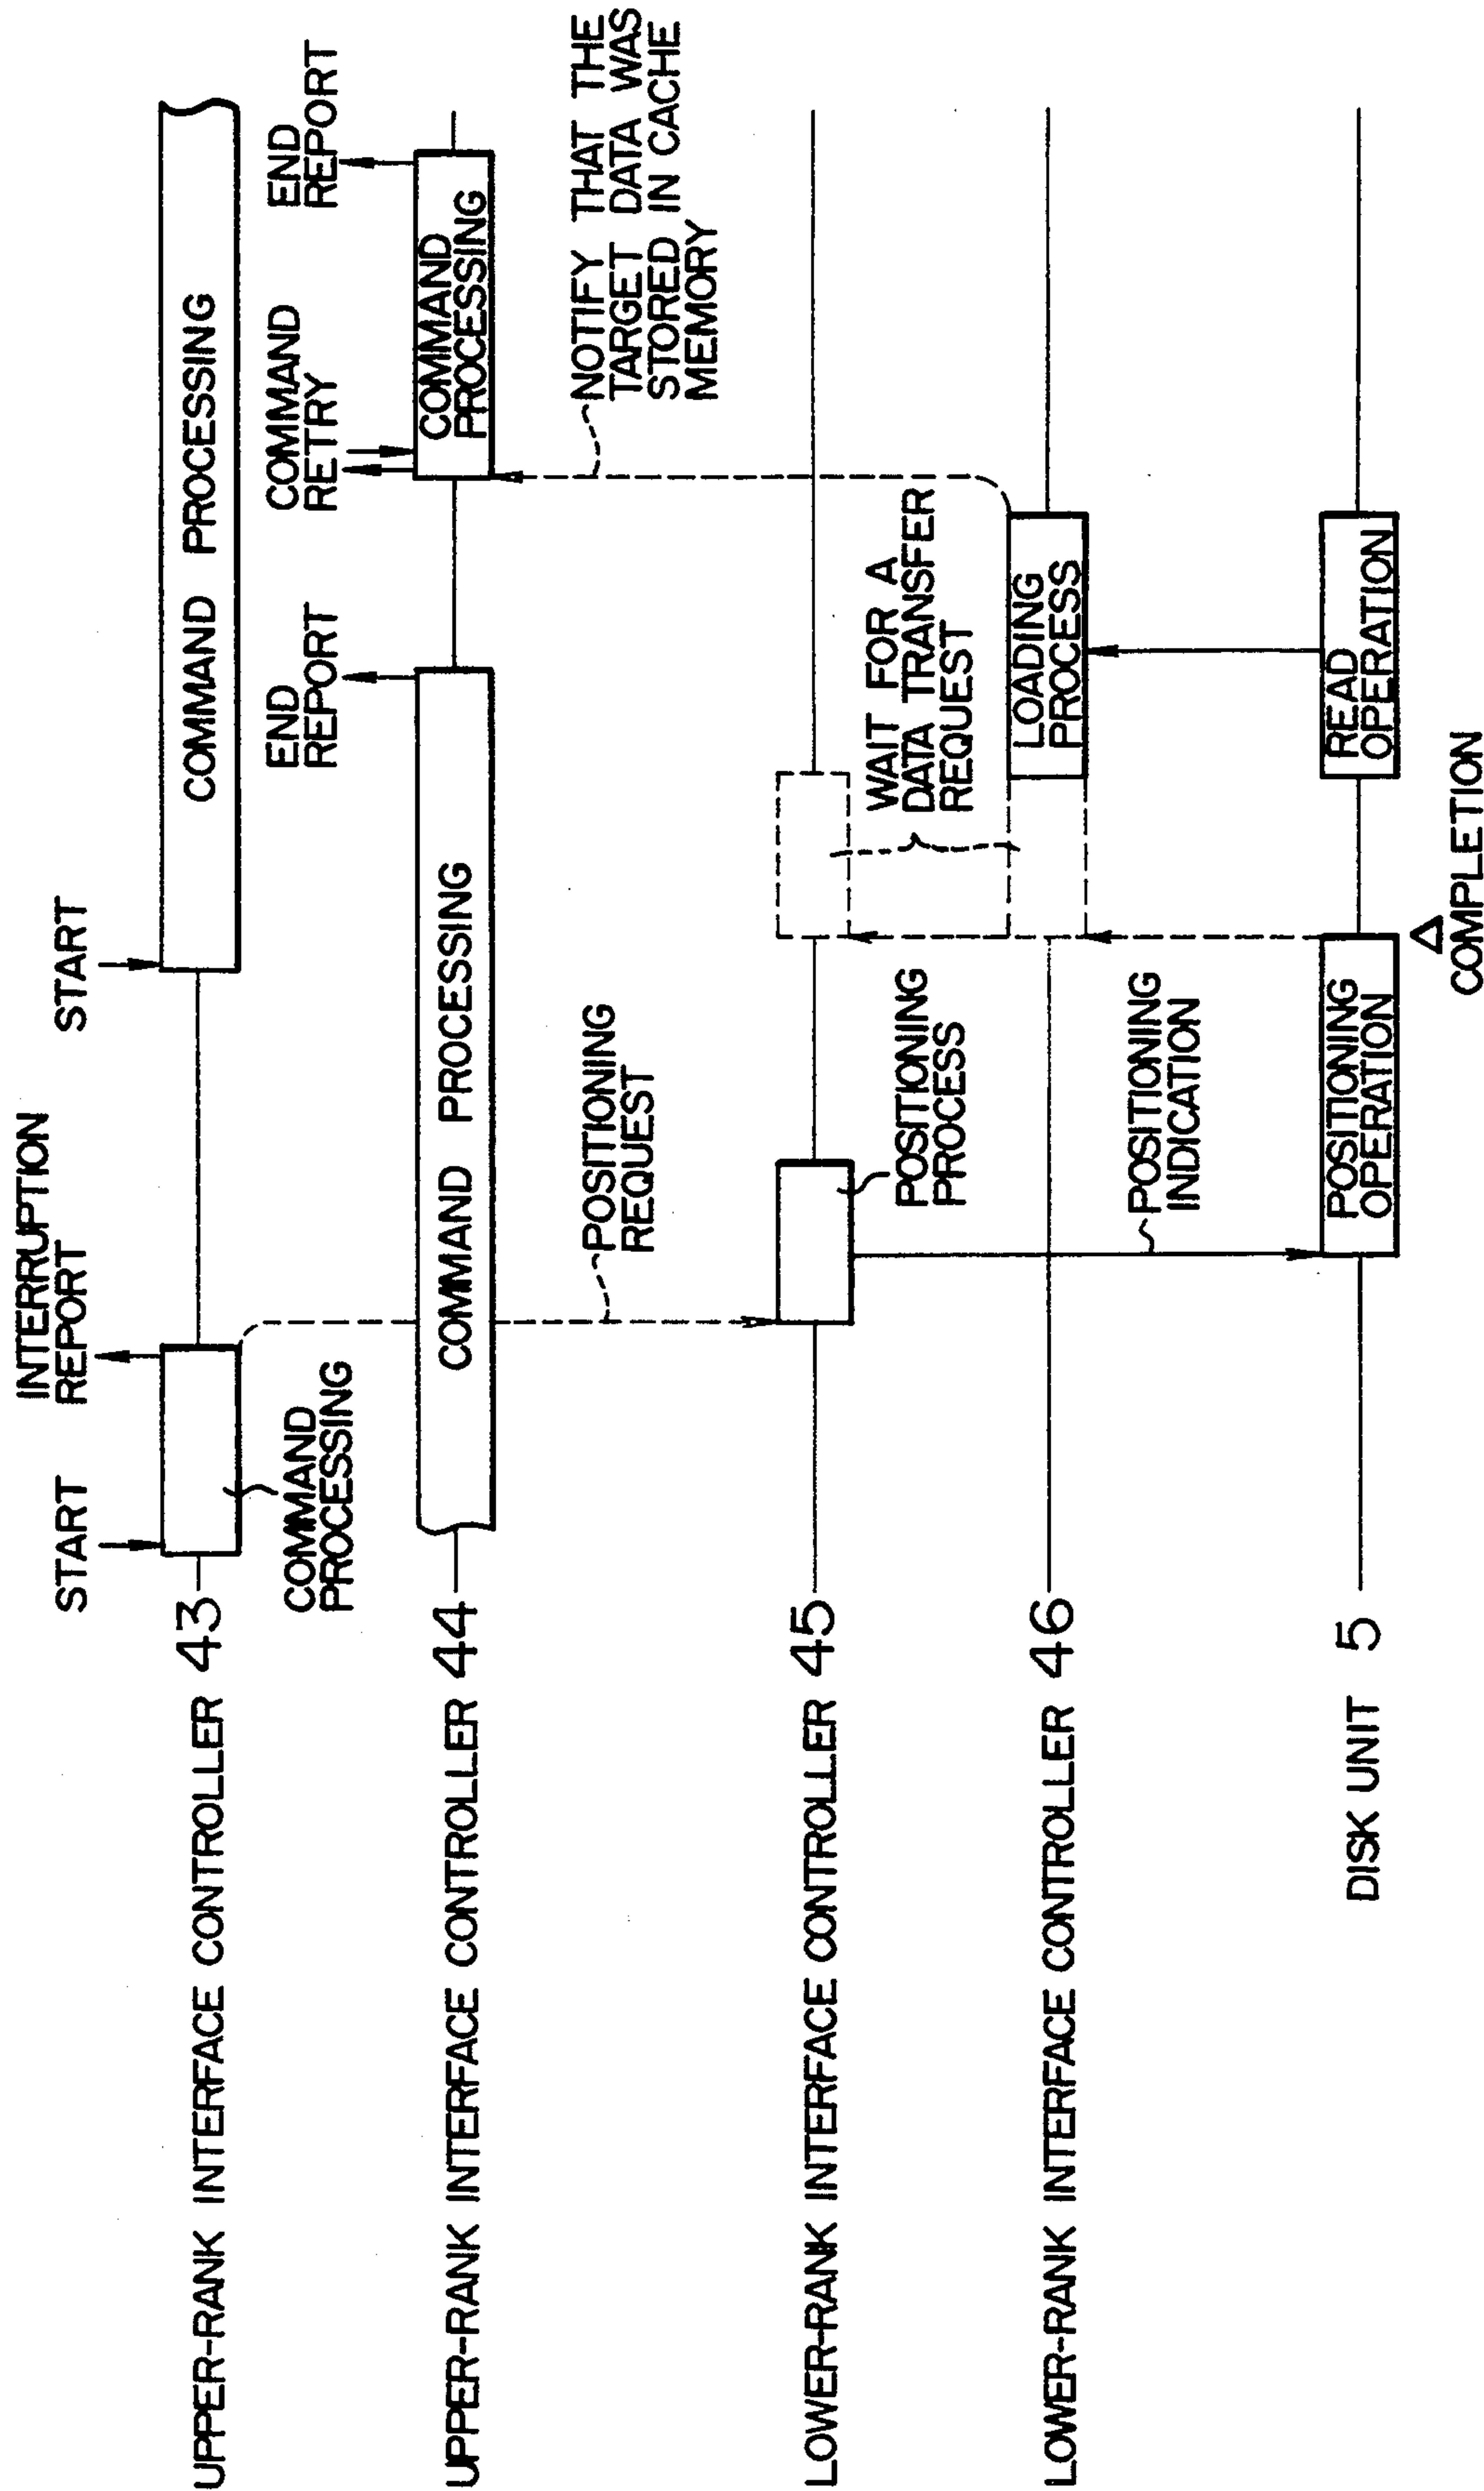 START
INTERRUPTION
REPORT
START
UPPER-RANK INTERFACE CONTROLLER 43
COMMAND PROCESSING
COMMAND
PROCESSING
END
REPORT
COMMAND
RETRY
END
REPORT
UPPER-RANK INTERFACE CONTROLLER 44
COMMAND PROCESSING
COMMAND
PROCESSING
POSITIONING
REQUEST
NOTIFY THAT THE
TARGET DATA WAS
STORED IN CACHE
MEMORY
LOWER-RANK INTERFACE CONTROLLER 45
POSITIONING
PROCESS
WAIT FOR A
DATA TRANSFER
REQUEST
LOWER-RANK INTERFACE CONTROLLER 46
LOADING
PROCESS
POSITIONING
INDICATION
DISK UNIT 5
POSITIONING
OPERATION
READ
OPERATION
COMPLETION